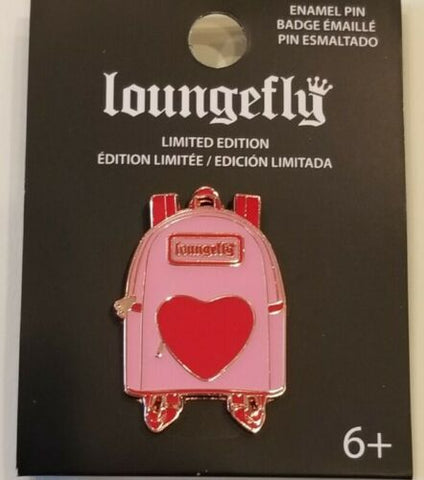 ENAMEL PIN
BADGE ÉMAILLÉ
PIN ESMALTADO
loungefly
LIMITED EDITION
ÉDITION LIMITÉE / EDICIÓN LIMITADA
loungefly
6+